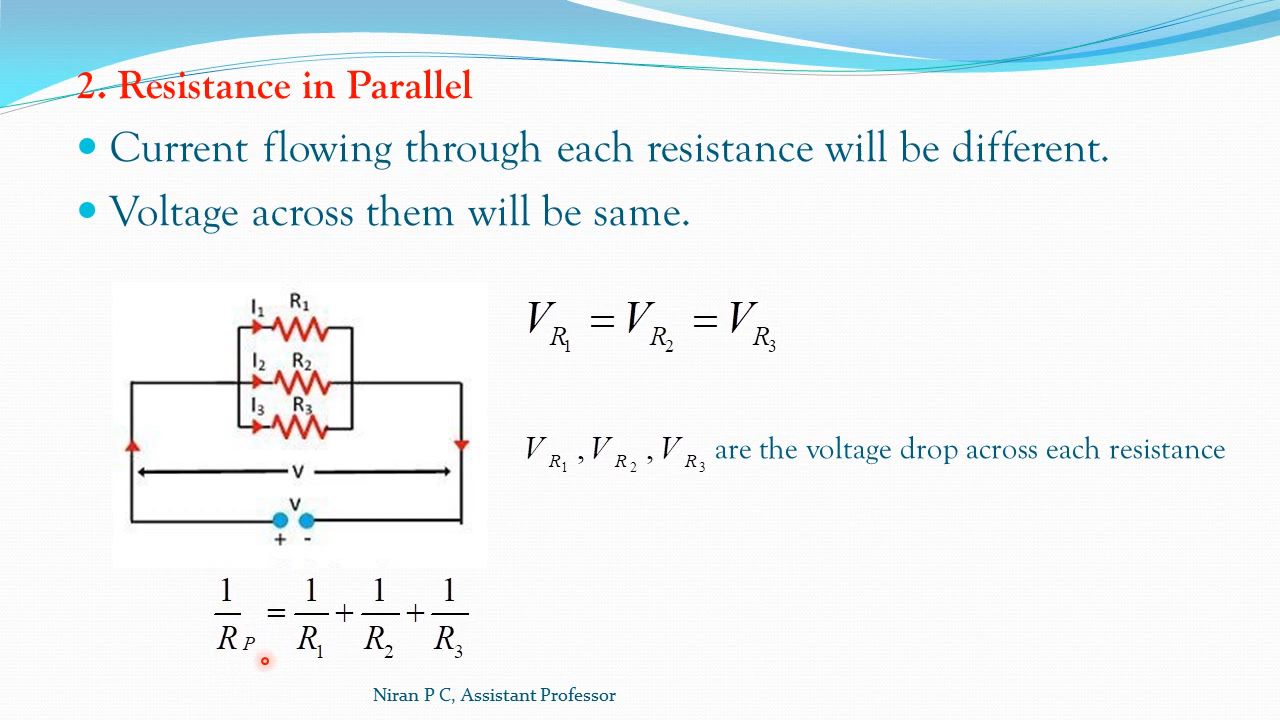 2. Resistance in Parallel
• Current flowing through each resistance will be different.
• Voltage across them will be same.
I₁ R₁
I₂ R₂
I₃ R₃
V
V
+ -
V_R₁ = V_R₂ = V_R₃
V_R₁ , V_R₂ , V_R₃ are the voltage drop across each resistance
1/R_P = 1/R₁ + 1/R₂ + 1/R₃
Niran P C, Assistant Professor